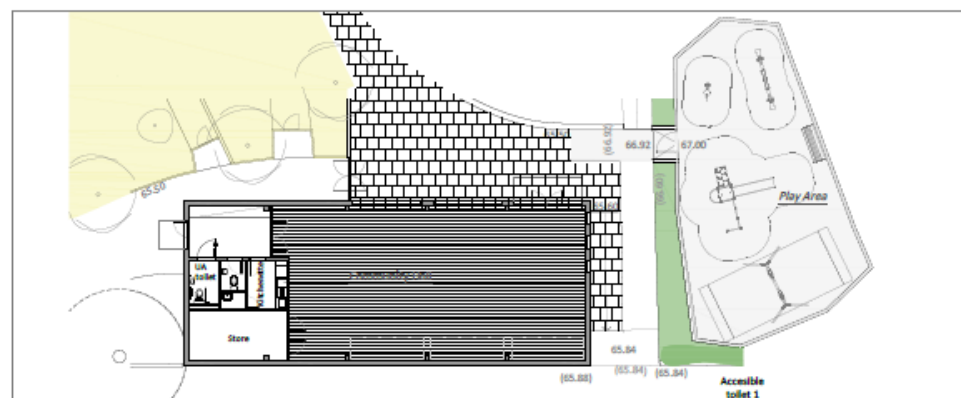 (66.92)
66.92
67.00
65.50
(66.60)
Play Area
UA
toilet
Kitchenette
Store
65.84
(65.84)
(65.88)
(65.84)
Accesible
toilet 1